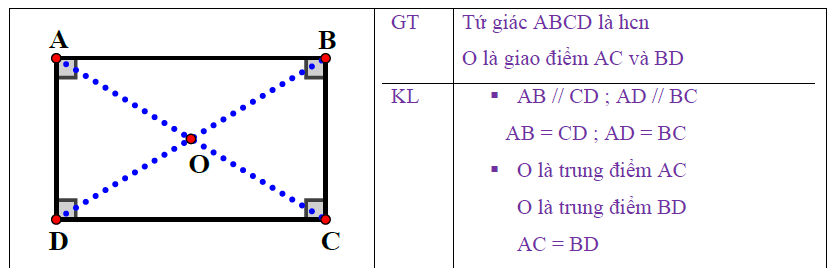 A
B
O
D
C
GT
Tứ giác ABCD là hcn
O là giao điểm AC và BD
KL
▪ AB // CD ; AD // BC
AB = CD ; AD = BC
▪ O là trung điểm AC
O là trung điểm BD
AC = BD